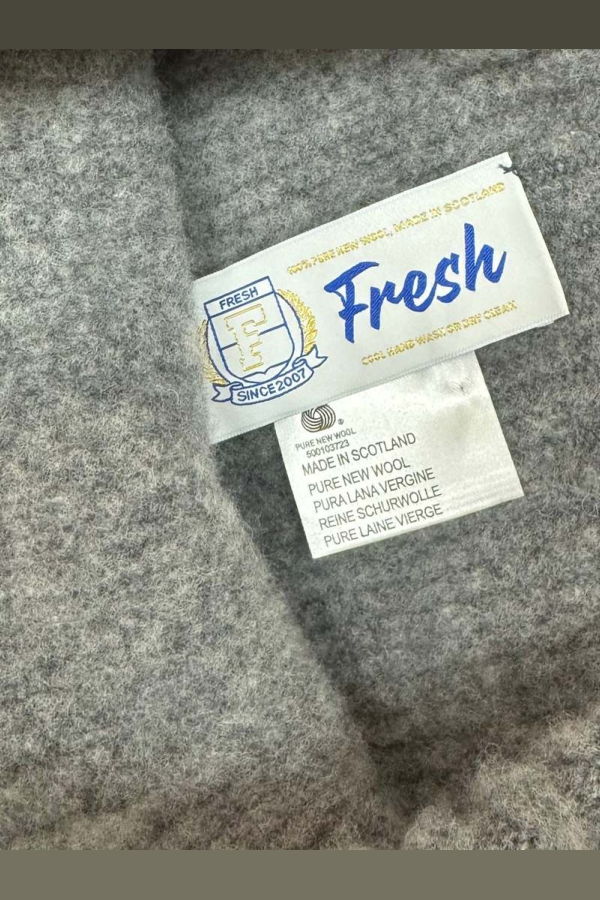 100% PURE NEW WOOL, MADE IN SCOTLAND
Fresh
COOL HAND WASH OR DRY CLEAN
FRESH
F
SINCE 2007
®
PURE NEW WOOL
500103723
MADE IN SCOTLAND
PURE NEW WOOL
PURA LANA VERGINE
REINE SCHURWOLLE
PURE LAINE VIERGE